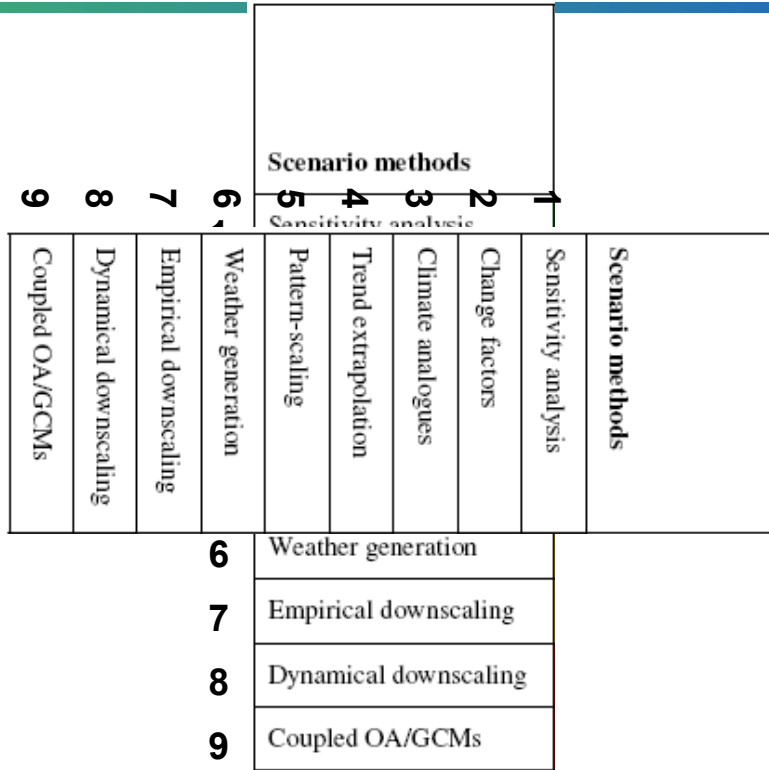 Scenario methods
9 8 7 6 5 4 3 2 1
Sensitivity analysis
Scenario methods
Sensitivity analysis
Change factors
Climate analogues
Trend extrapolation
Pattern-scaling
Weather generation
Empirical downscaling
Dynamical downscaling
Coupled OA/GCMs
6 Weather generation
7 Empirical downscaling
8 Dynamical downscaling
9 Coupled OA/GCMs